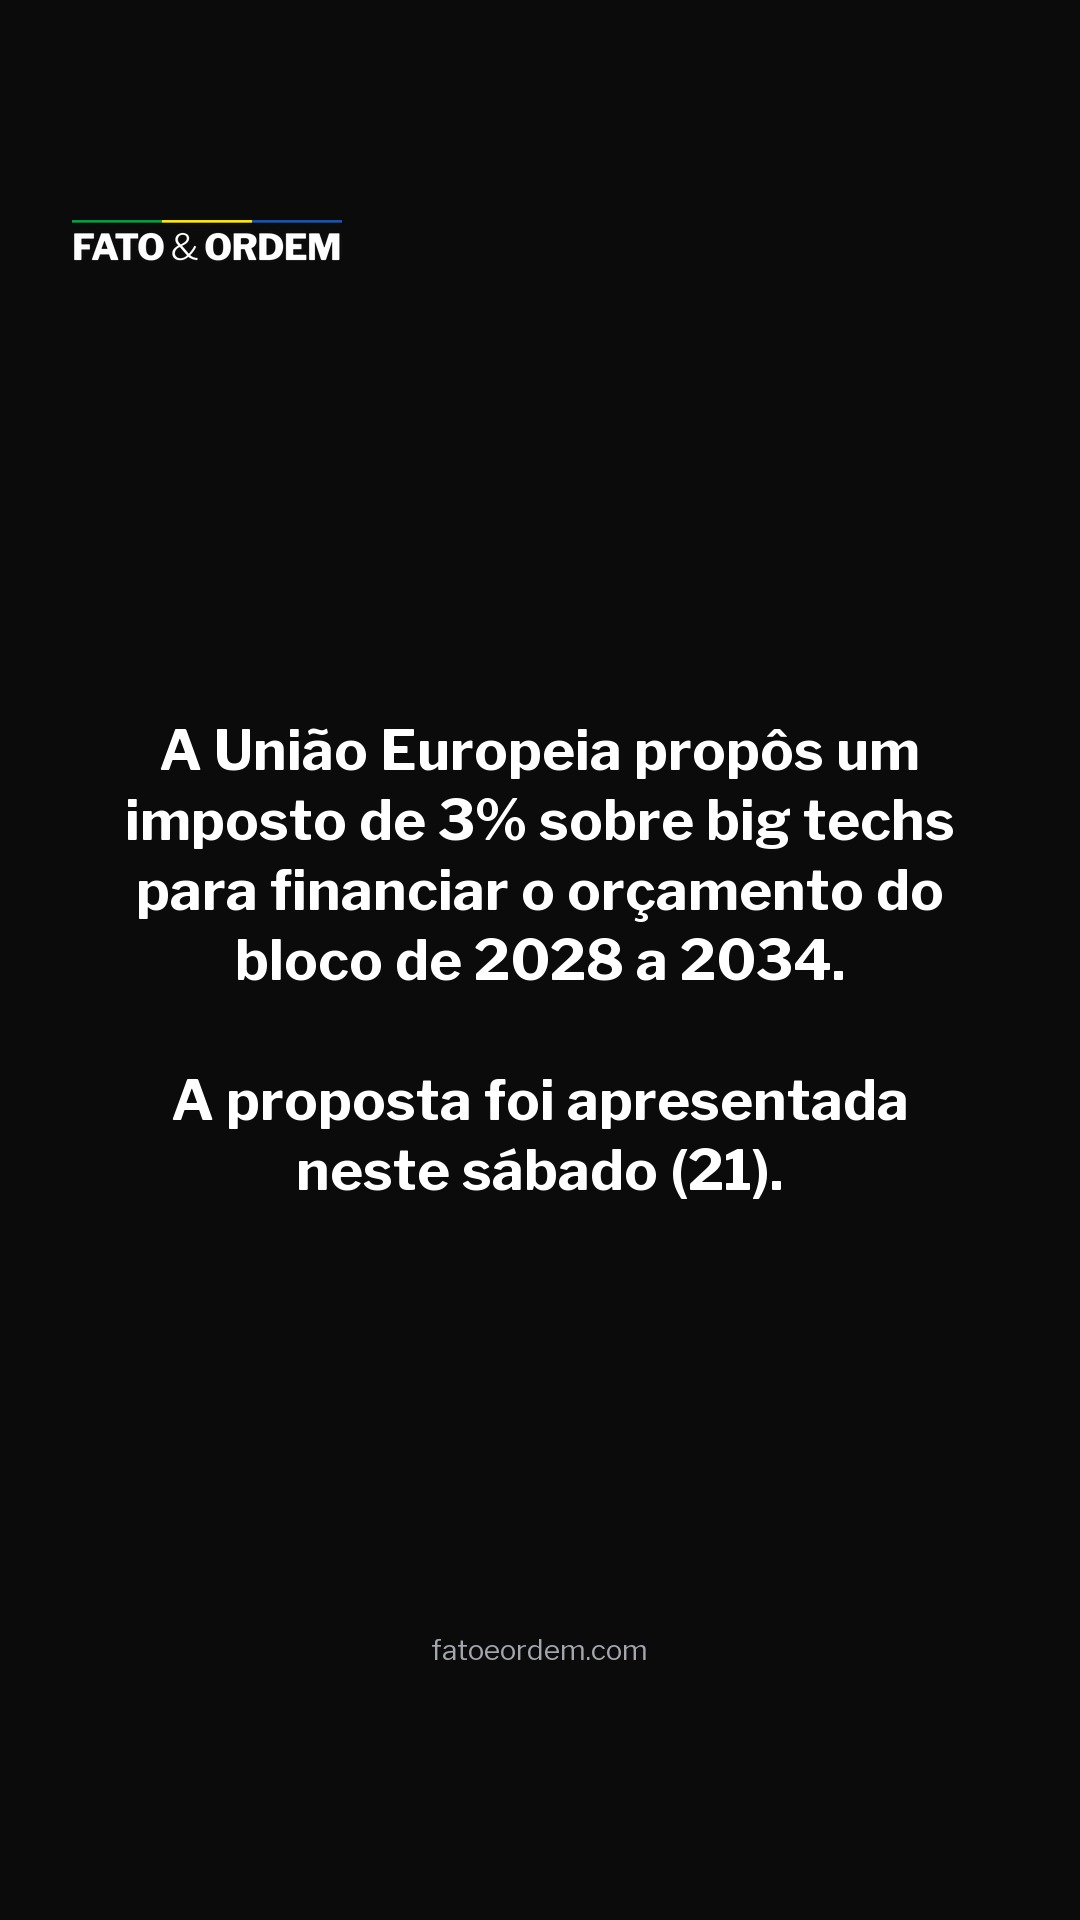 FATO & ORDEM
A União Europeia propôs um
imposto de 3% sobre big techs
para financiar o orçamento do
bloco de 2028 a 2034.
A proposta foi apresentada
neste sábado (21).
fatoeordem.com